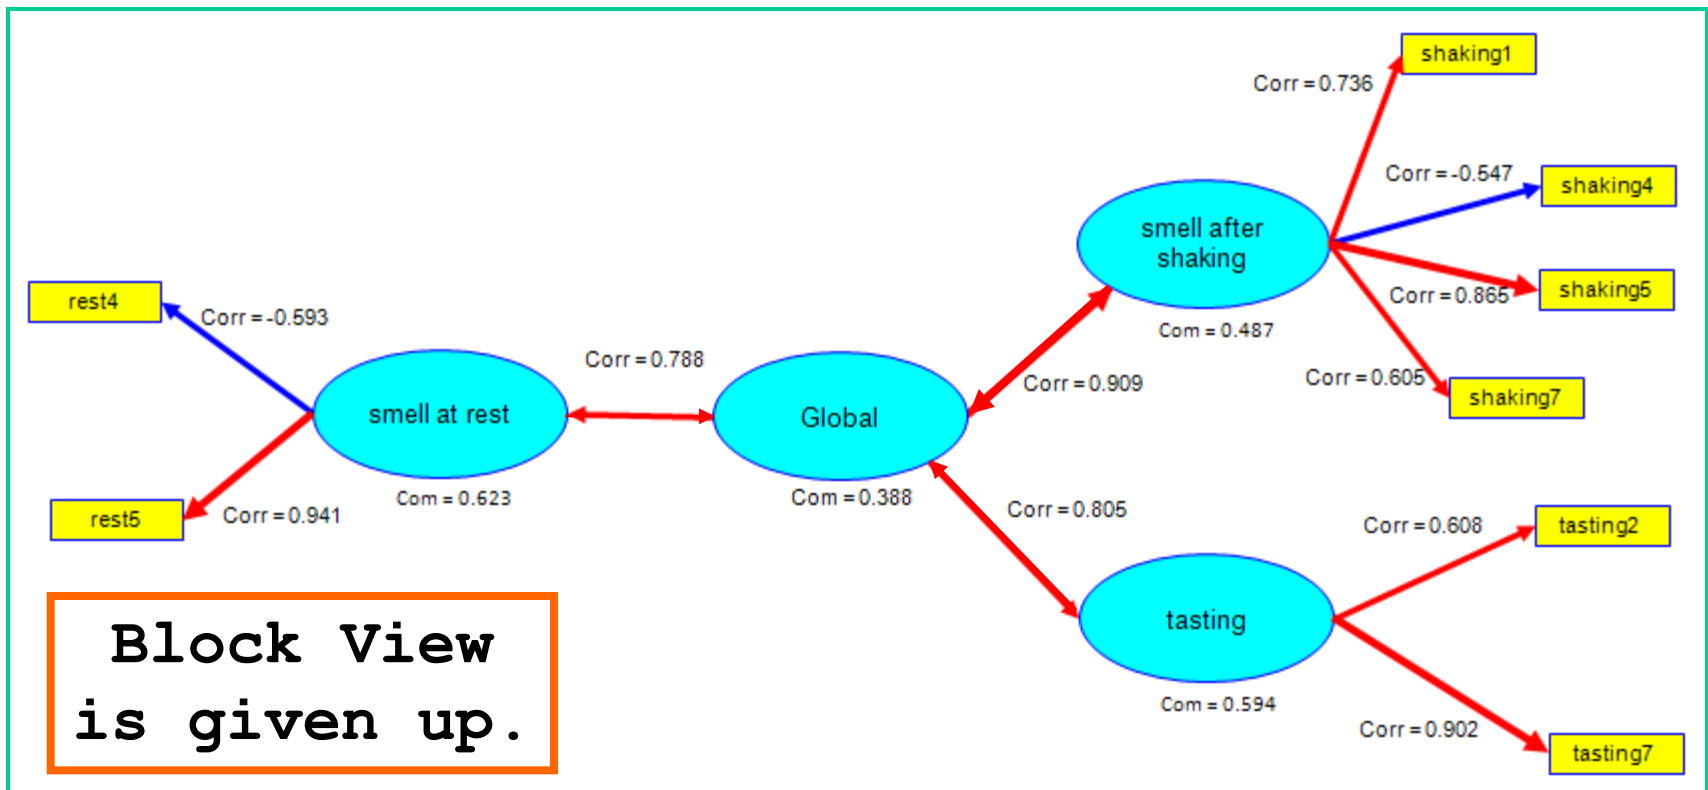 shaking1
Corr = 0.736
Corr = -0.547
shaking4
smell after
shaking
rest4
Corr = -0.593
Corr = 0.865
shaking5
Com = 0.487
Corr = 0.788
Corr = 0.909
Corr = 0.605
shaking7
smell at rest
Global
Com = 0.623
Com = 0.388
rest5
Corr = 0.941
Corr = 0.805
Corr = 0.608
tasting2
tasting
Com = 0.594
Corr = 0.902
tasting7
Block View
is given up.